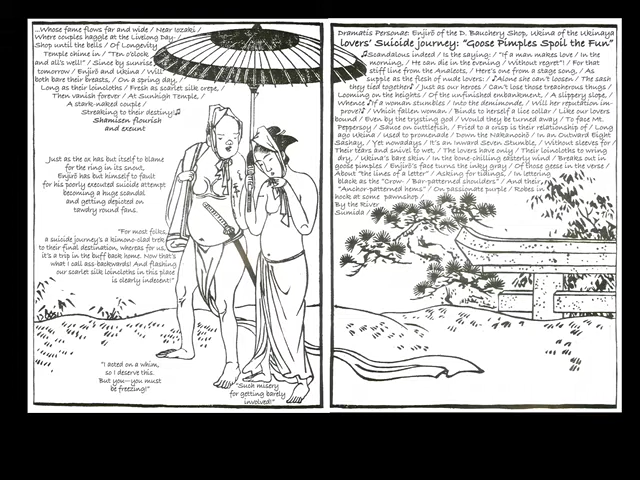 Dramatis Personae: Enjirō of the D. Bauchery Shop, Ukina of the Ukinaya
lovers' Suicide journey: "Goose Pimples Spoil the Fun"
Scandalous indeed / Is the saying: / "If a man makes love / In the
morning, / He can die in the evening / Without regret"! / For that
stiff line from the Analects, / Here's one from a stage song, / As
supple as the flesh of nude lovers: / Alone she can't loosen / The sash
they tied together! / Just as our heroes / Can't lose those treacherous thugs /
Looming on the heights / Of the unfinished embankment, / A slippery slope. /
Whence / If a woman stumbles / Into the demimonde, / Will her reputation im-
prove? / Which fallen woman / Binds to herself a lice collar / Like our lovers
bound / Even by the trysting god / Would they be turned away / To face Mt.
Peppersoy / Sanse on cuttlefish, / Fried to a crisp is their relationship / Long
ago Ukina / Used to promenade / Down the Nakanochō / In an Outward Eight
Sashay, / Yet nowadays / It's an Inward Seven Stumble, / Without sleeves for /
Their tears and snivel to wet, / The lovers have only / Their loincloths to wring
dry, / Ukina's bare skin / In the bone-chilling easterly wind / Breaks out in
goose pimples / Enjirō's face turns the inky gray / Of those geese in the verse /
About "the lines of a letter" / Asking for tidings, / In lettering
black as the "Crow- / Bar-patterned shoulders" / And their
"Anchor-patterned hems" / On passionate purple / Robes in
hock at some pawnshop /
By the River
Sumida /
...Whose fame flows far and wide / Near Yozaki /
Where couples haggle at the Livelong Day-
Shop until the bells / Of Longevity
Temple chime in / "Ten o'clock
and all's well!" / Since by sunrise
tomorrow / Enjirō and Ukina / Will
both bare their breasts, / On a spring day,
Long as their loincloths / Fresh as scarlet silk crepe, /
Then vanish forever / At Sunhigh Temple, /
A stark-naked couple /
Streaking to their destiny!
Shamisen flourish
and exeunt
Just as the ox has but itself to blame
for the ring in its snout,
Enjirō has but himself to fault
for his poorly executed suicide attempt
becoming a huge scandal
and getting depicted on
tawdry round fans.
"For most folks,
a suicide journey's a kimono-clad trek
to their final destination, whereas for us,
it's a trip in the buff back home. Now that's
what I call ass-backwards! And flashing
our scarlet silk loincloths in this place
is clearly indecent!"
"I acted on a whim,
so I deserve this.
But you—you must
be freezing!"
"Such misery
for getting barely
involved!"